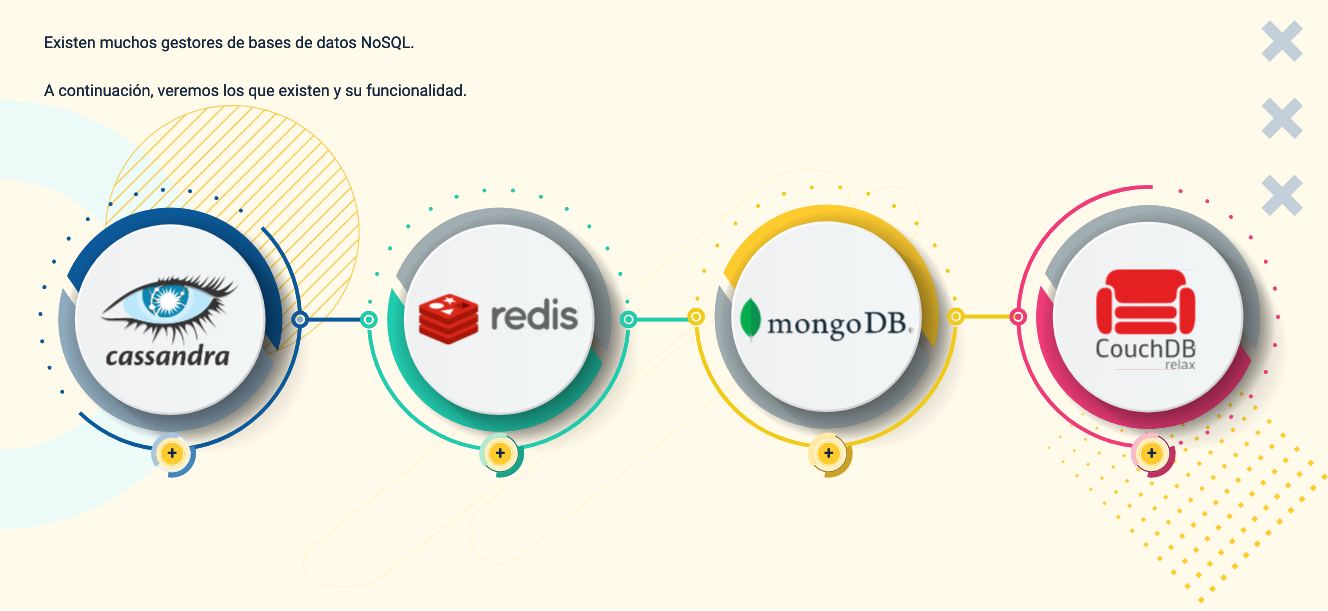 Existen muchos gestores de bases de datos NoSQL.
A continuación, veremos los que existen y su funcionalidad.
cassandra
redis
mongoDB®
CouchDB
relax
+
+
+
+